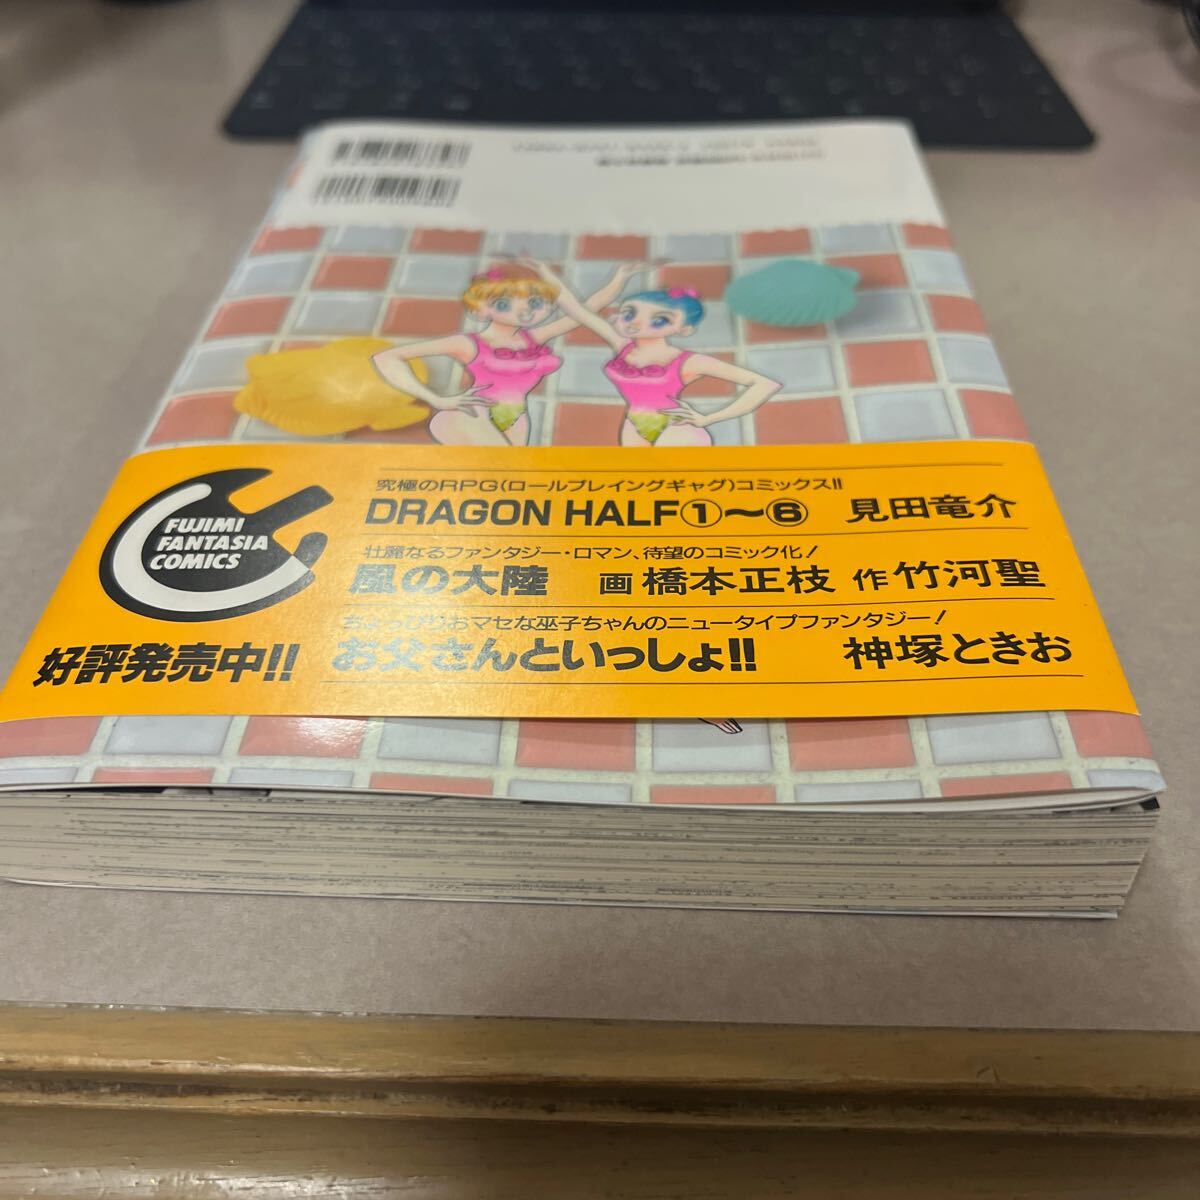 FUJIMI
FANTASIA
COMICS
好評発売中!!
究極のRPG(ロールプレイングギャグ)コミックス!!
DRAGON HALF①〜⑥ 見田竜介
壮麗なるファンタジー・ロマン、待望のコミック化!
風の大陸 画 橋本正枝 作 竹河聖
ちょっぴりおマセな巫子ちゃんのニュータイプファンタジー!
お父さんといっしょ!! 神塚ときお